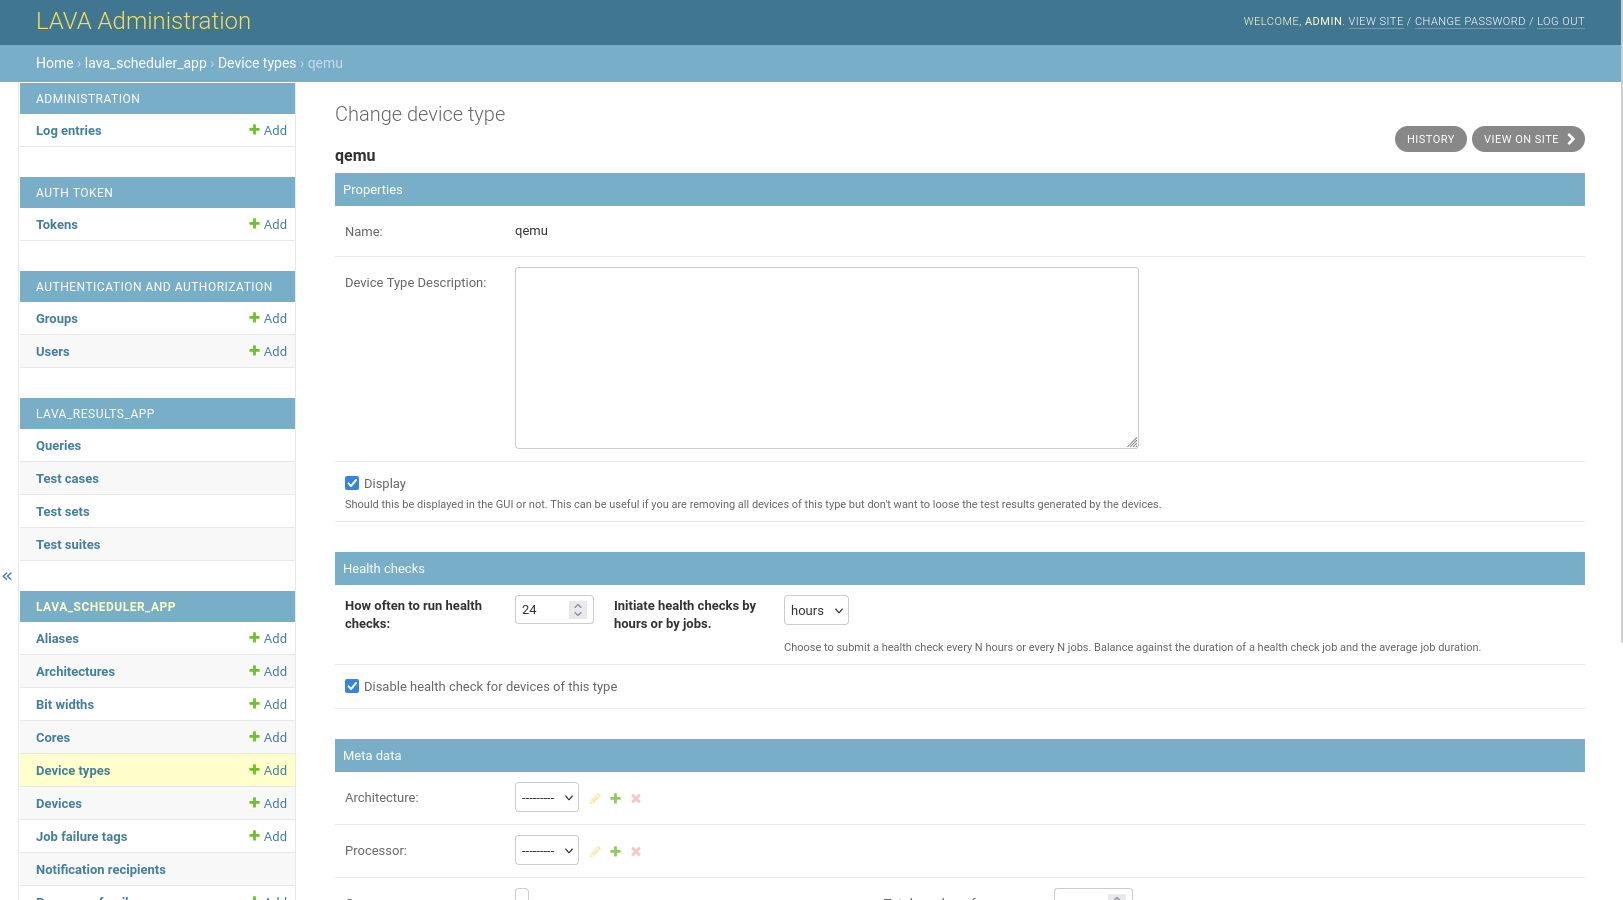 LAVA Administration
WELCOME, ADMIN. VIEW SITE / CHANGE PASSWORD / LOG OUT
Home › lava_scheduler_app › Device types › qemu
ADMINISTRATION
Log entries Add
AUTH TOKEN
Tokens Add
AUTHENTICATION AND AUTHORIZATION
Groups Add
Users Add
LAVA_RESULTS_APP
Queries
Test cases
Test sets
Test suites
«
LAVA_SCHEDULER_APP
Aliases Add
Architectures Add
Bit widths Add
Cores Add
Device types Add
Devices Add
Job failure tags Add
Notification recipients
Change device type
HISTORY
VIEW ON SITE
qemu
Properties
Name: qemu
Device Type Description:
Display
Should this be displayed in the GUI or not. This can be useful if you are removing all devices of this type but don't want to loose the test results generated by the devices.
Health checks
How often to run health
checks:
24
Initiate health checks by
hours or by jobs.
hours
Choose to submit a health check every N hours or every N jobs. Balance against the duration of a health check job and the average job duration.
Disable health check for devices of this type
Meta data
Architecture: ---------
Processor: ---------